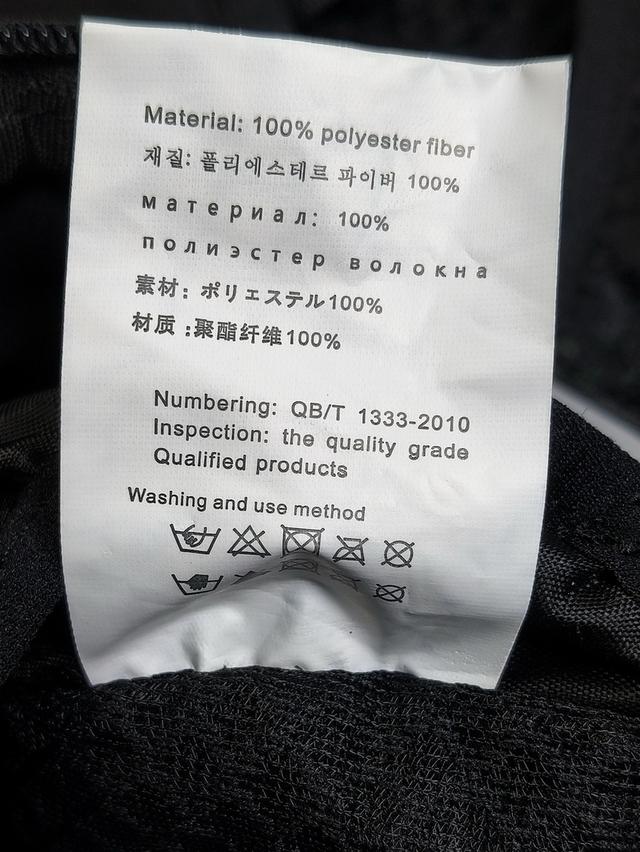 Material: 100% polyester fiber
재질: 폴리에스테르 파이버 100%
материал: 100%
полиэстер волокна
素材: ポリェステル100%
材质:聚酯纤维100%
Numbering: QB/T 1333-2010
Inspection: the quality grade
Qualified products
Washing and use method